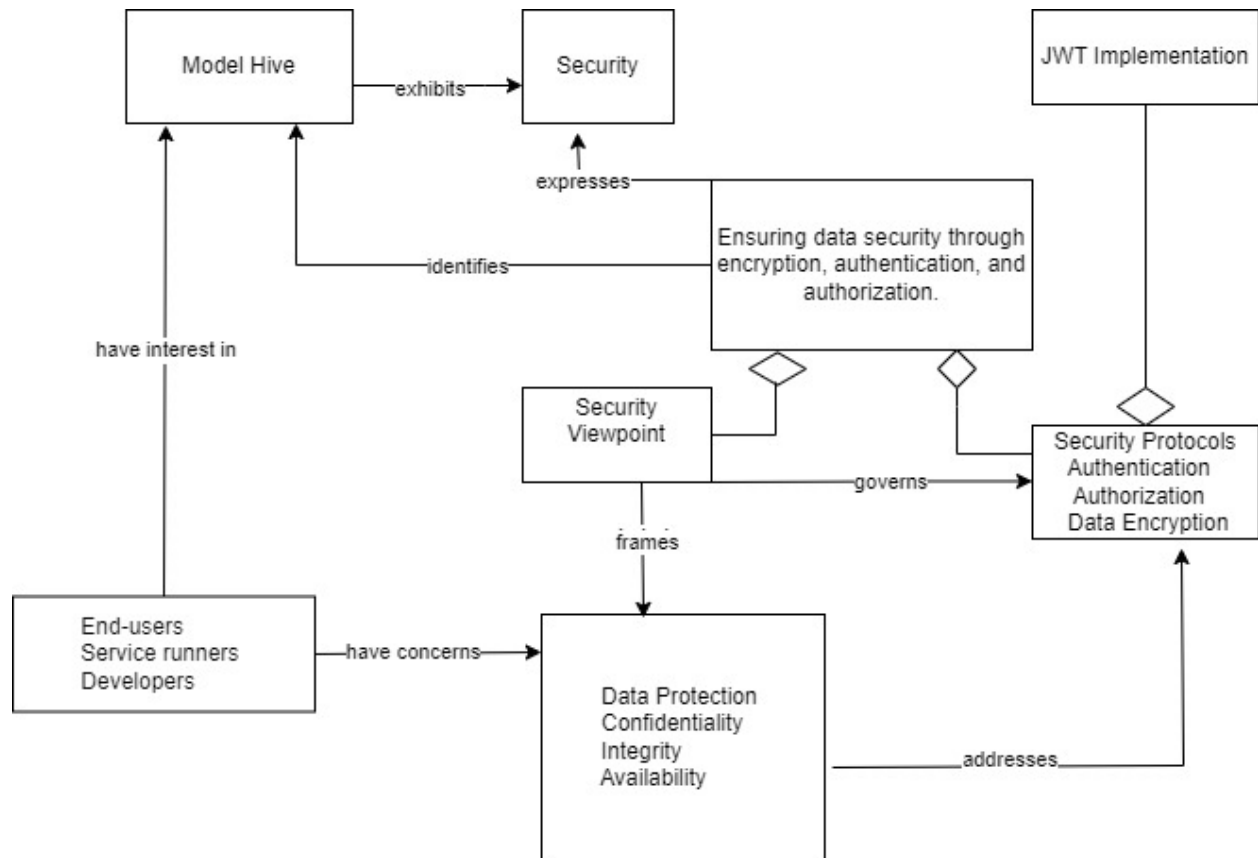 Model Hive
exhibits
Security
JWT Implementation
expresses
Ensuring data security through
encryption, authentication, and
authorization.
identifies
have interest in
Security
Viewpoint
governs
Security Protocols
Authentication
Authorization
Data Encryption
frames
End-users
Service runners
Developers
have concerns
Data Protection
Confidentiality
Integrity
Availability
addresses